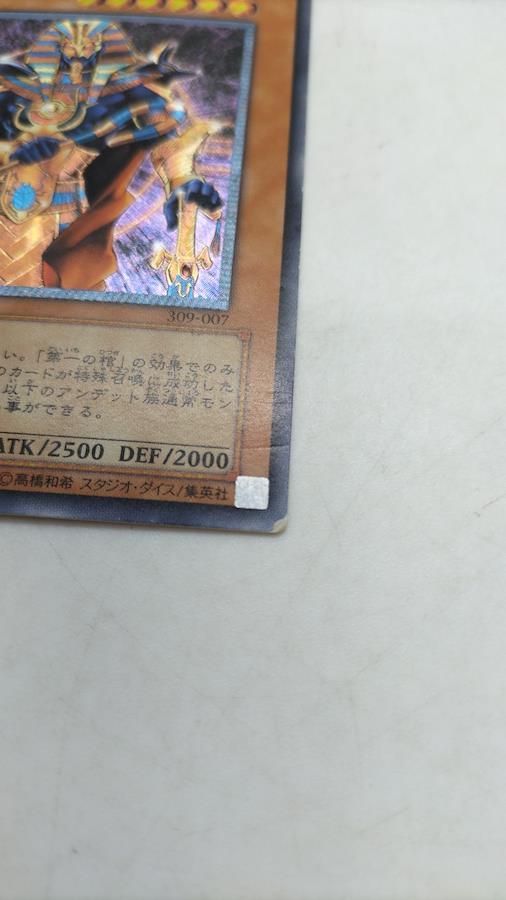 309-007
い。「第一の棺」の効果でのみ
のカードが特殊召喚に成功した
以下のアンデット族通常モン
事ができる。
ATK/2500 DEF/2000
©高橋和希 スタジオ・ダイス/集英社